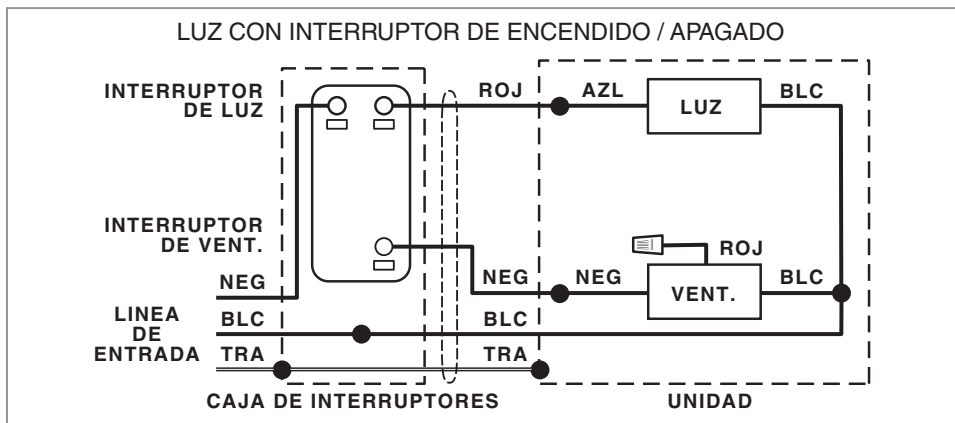 LUZ CON INTERRUPTOR DE ENCENDIDO / APAGADO
INTERRUPTOR
DE LUZ
ROJ
AZL
LUZ
BLC
INTERRUPTOR
DE VENT.
ROJ
NEG
NEG
NEG
VENT.
BLC
LINEA
DE
ENTRADA
BLC
BLC
TRA
TRA
CAJA DE INTERRUPTORES
UNIDAD